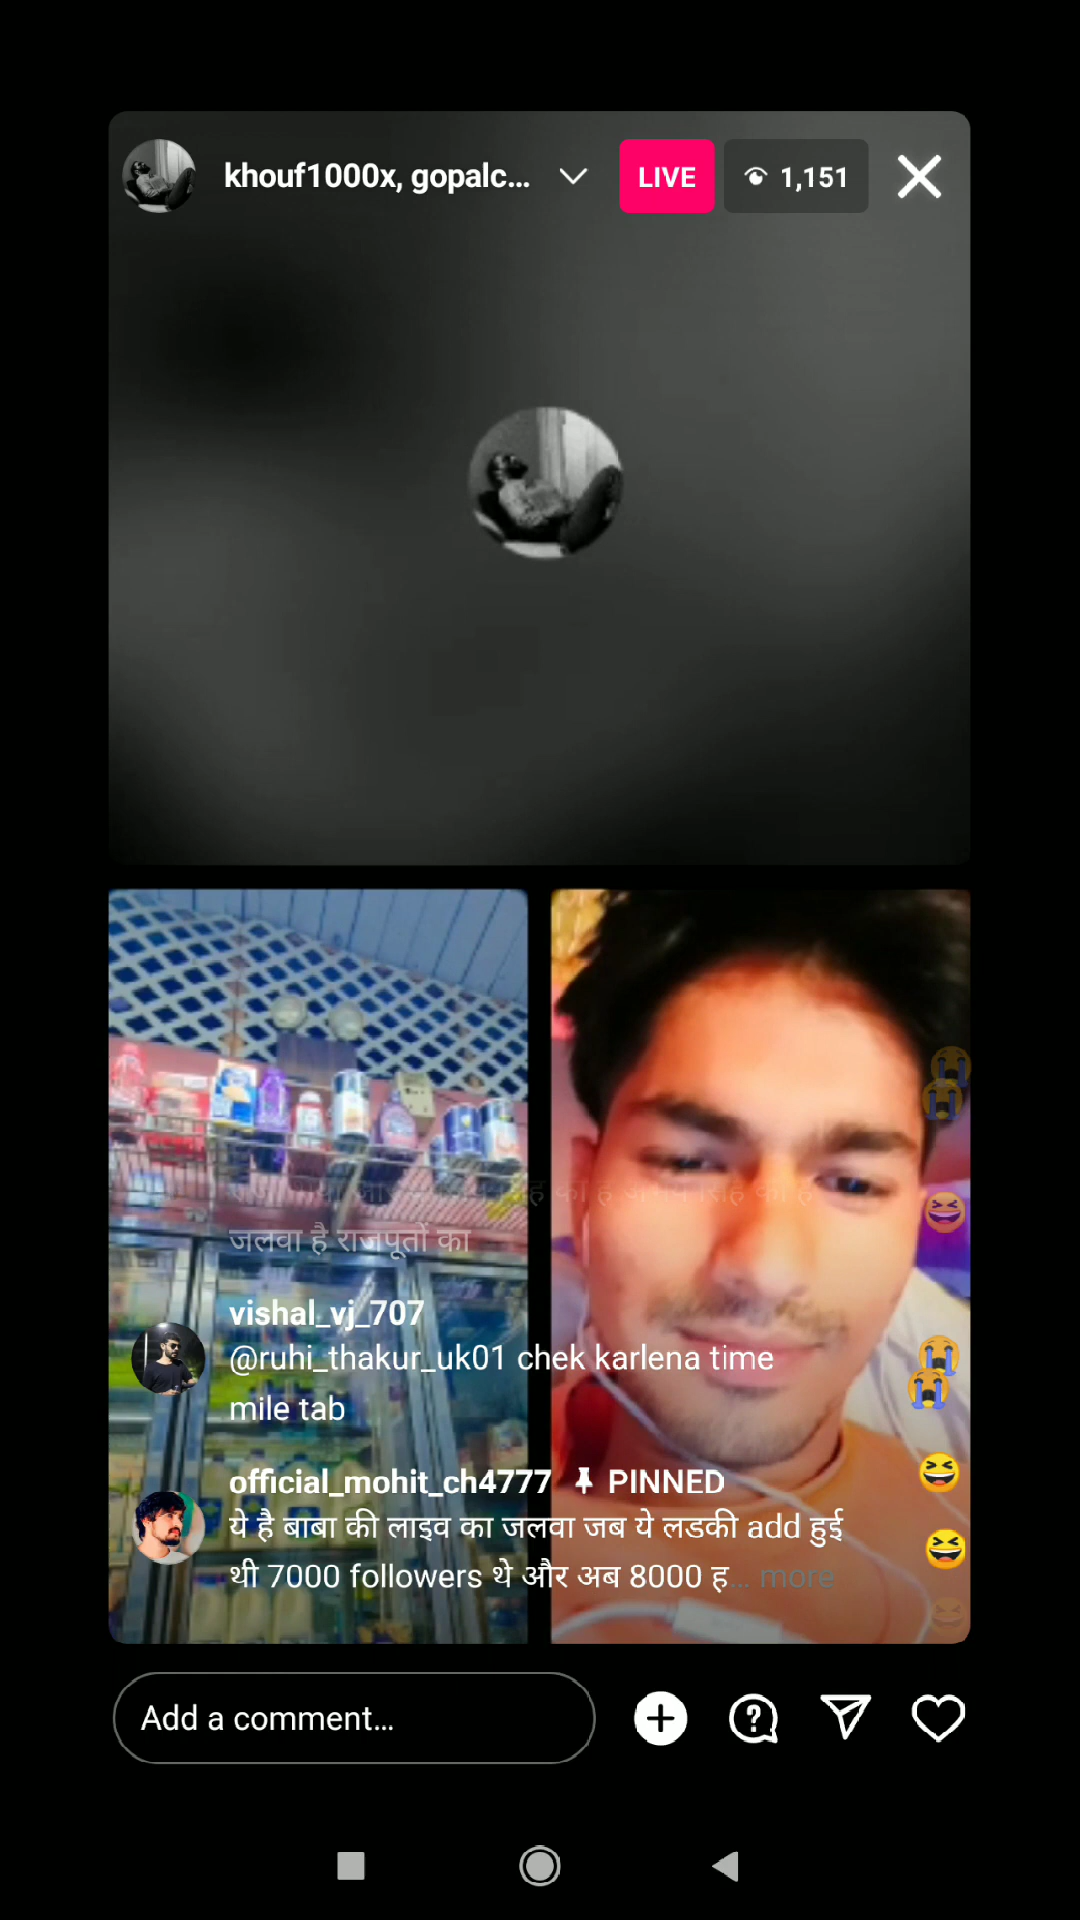 khouf1000x, gopalc...
LIVE
1,151
जलवा है राजपूतों का
vishal_vj_707
@ruhi_thakur_uk01 chek karlena time
mile tab
official_mohit_ch4777 PINNED
ये है बाबा की लाइव का जलवा जब ये लडकी add हुई
थी 7000 followers थे और अब 8000 ह... more
Add a comment...